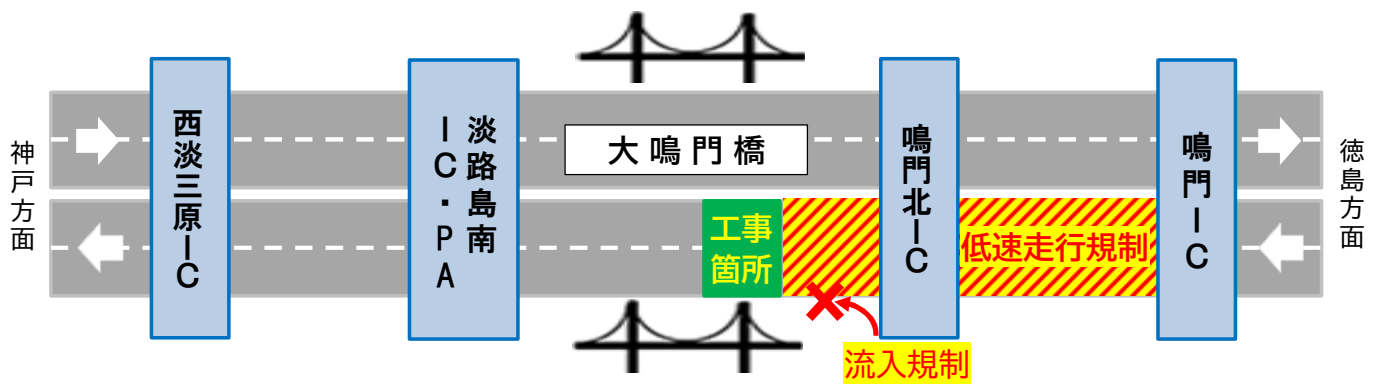 神戸方面
西淡三原IC
淡路島南
IC・PA
大鳴門橋
鳴門北IC
鳴門IC
徳島方面
工事
箇所
低速走行規制
流入規制